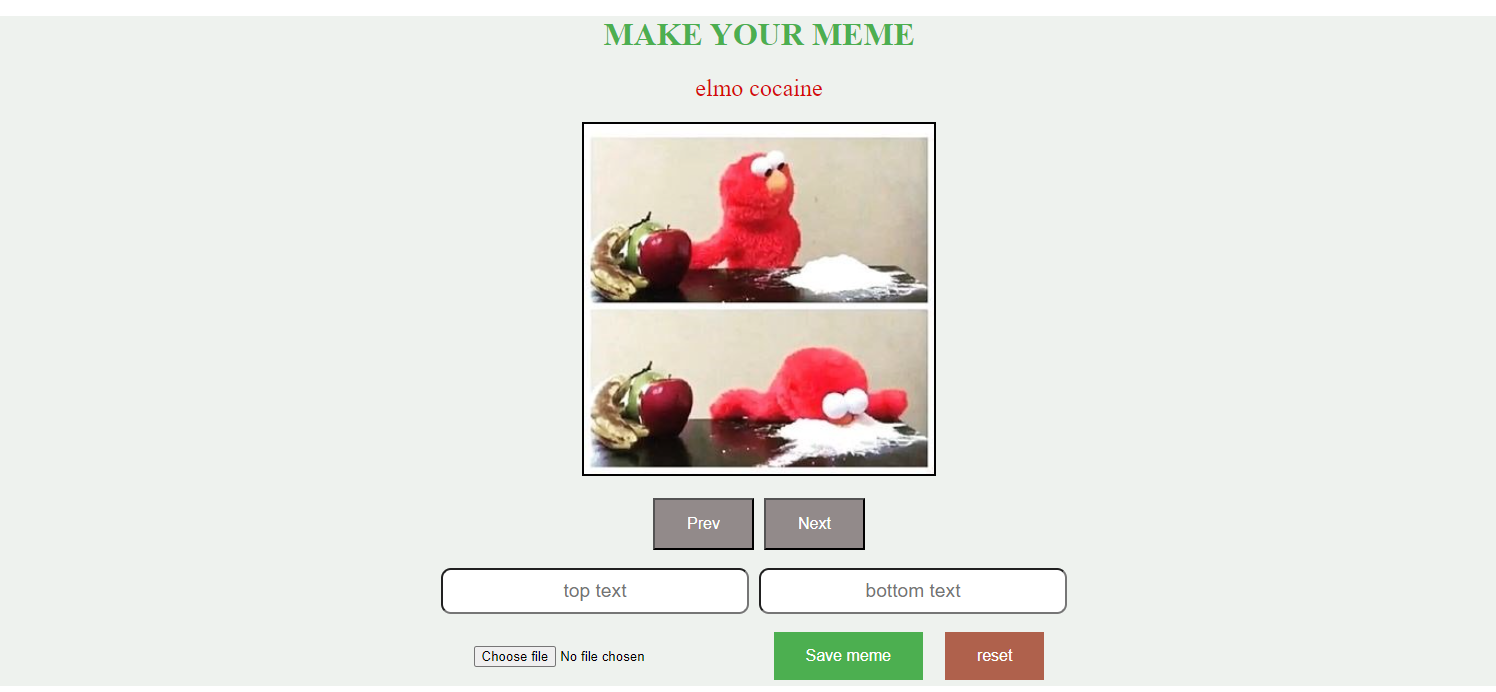 MAKE YOUR MEME
elmo cocaine
Prev Next
top text bottom text
Choose file No file chosen Save meme reset